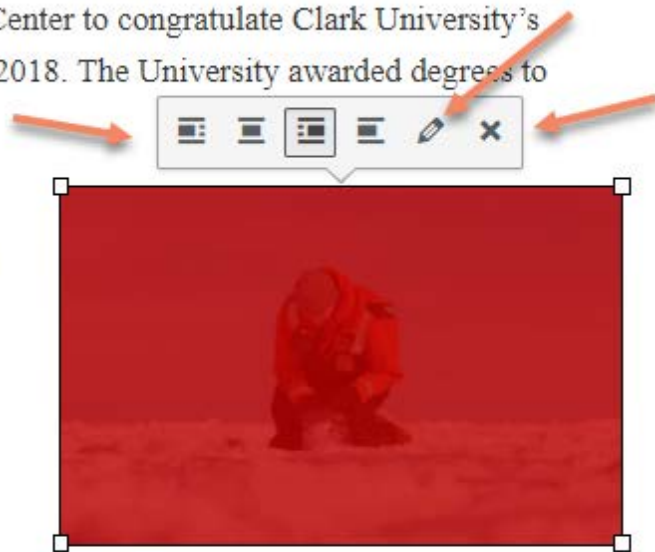 Center to congratulate Clark University’s
2018. The University awarded degrees to